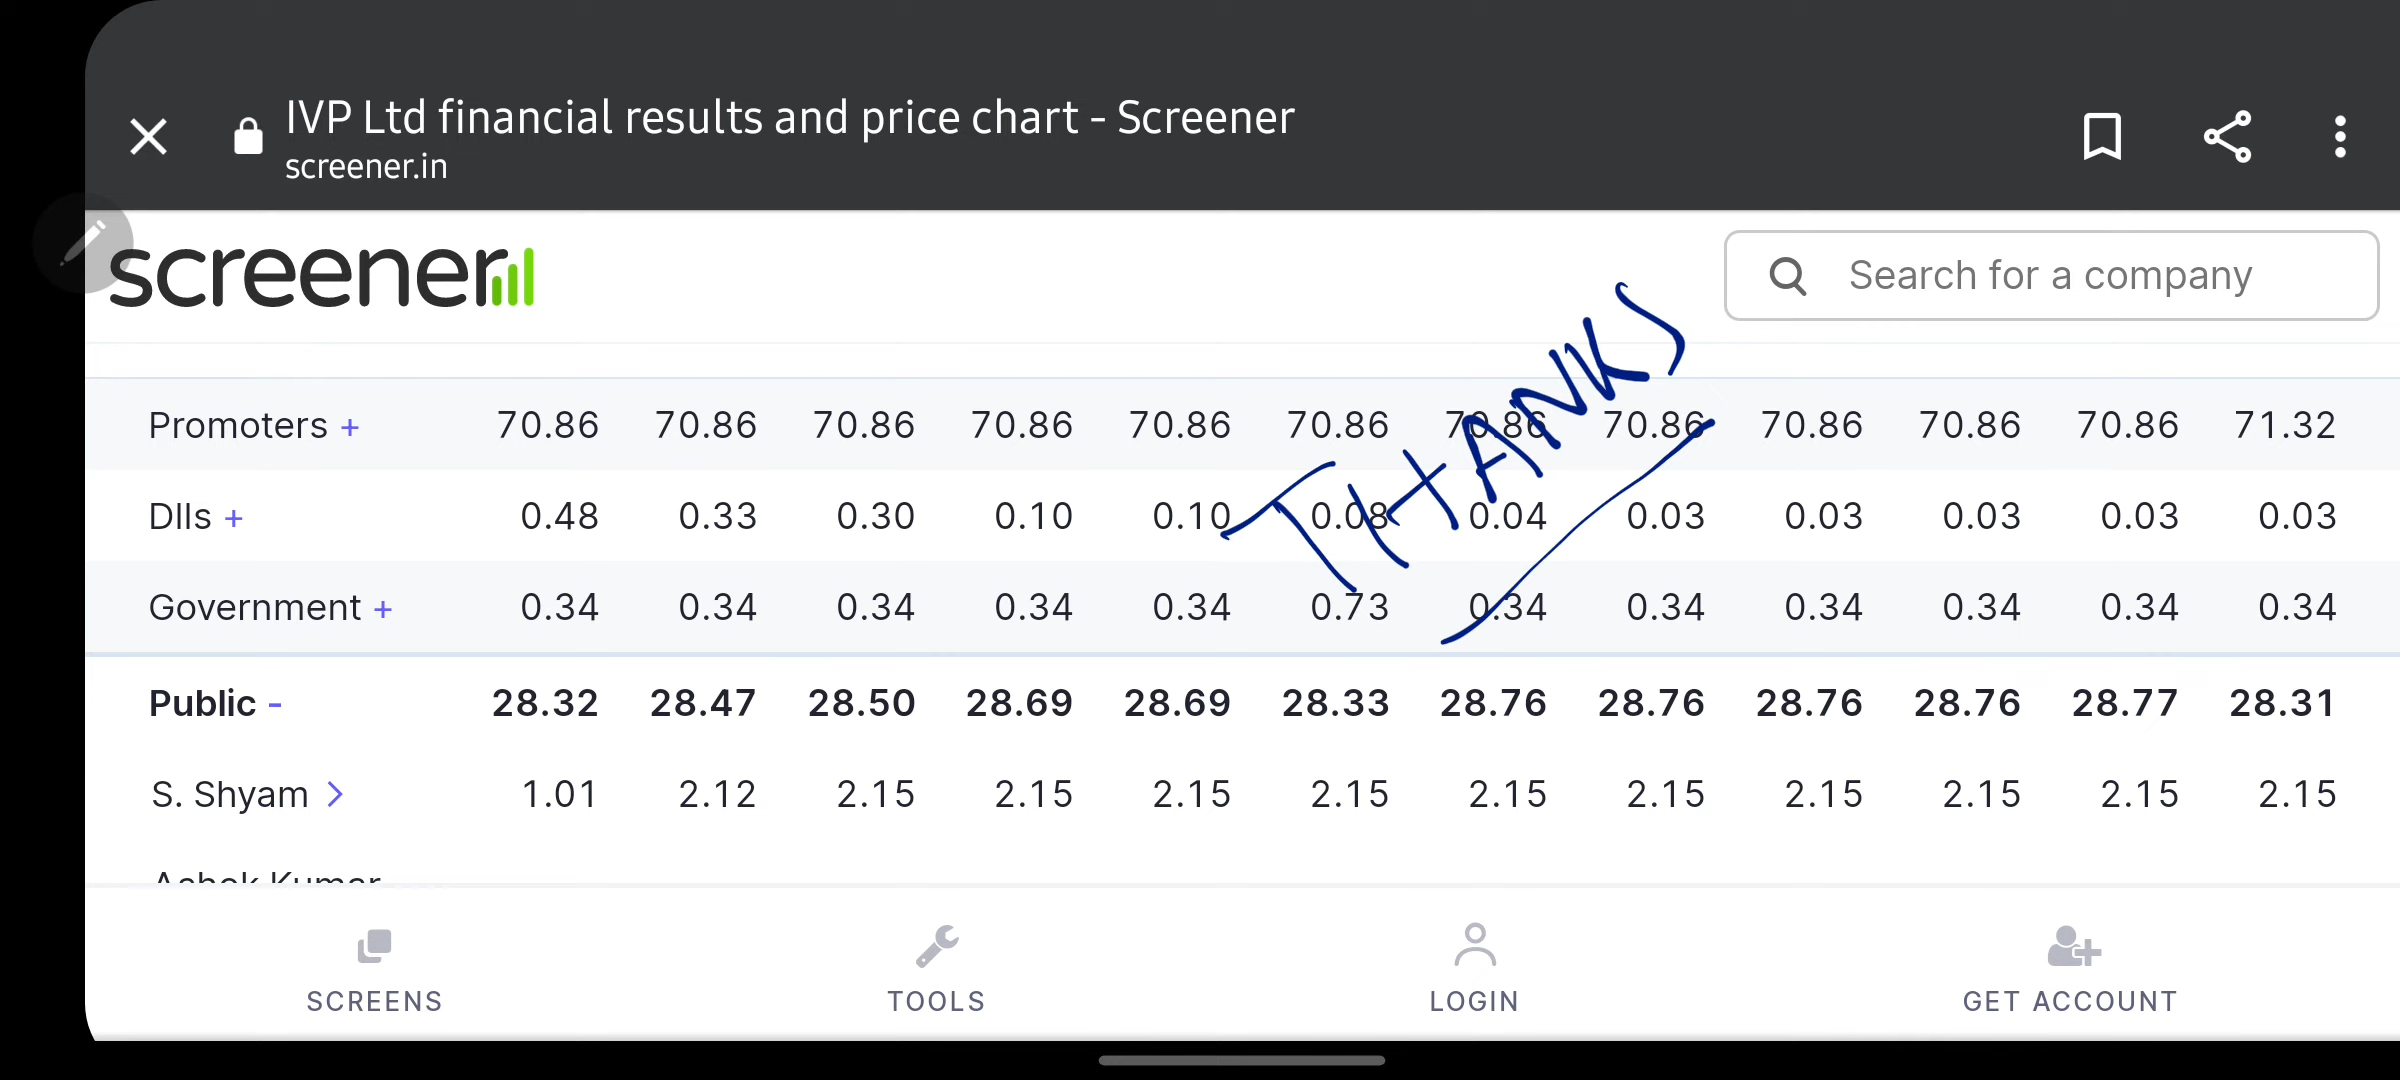 IVP Ltd financial results and price chart - Screener
screener.in
screener
Search for a company
THANKS
Promoters + 70.86 70.86 70.86 70.86 70.86 70.86 70.86 70.86 70.86 70.86 70.86 71.32
DIIs + 0.48 0.33 0.30 0.10 0.10 0.08 0.04 0.03 0.03 0.03 0.03 0.03
Government + 0.34 0.34 0.34 0.34 0.34 0.73 0.34 0.34 0.34 0.34 0.34 0.34
Public - 28.32 28.47 28.50 28.69 28.69 28.33 28.76 28.76 28.76 28.76 28.77 28.31
S. Shyam > 1.01 2.12 2.15 2.15 2.15 2.15 2.15 2.15 2.15 2.15 2.15 2.15
Ashok Kumar
SCREENS TOOLS LOGIN GET ACCOUNT